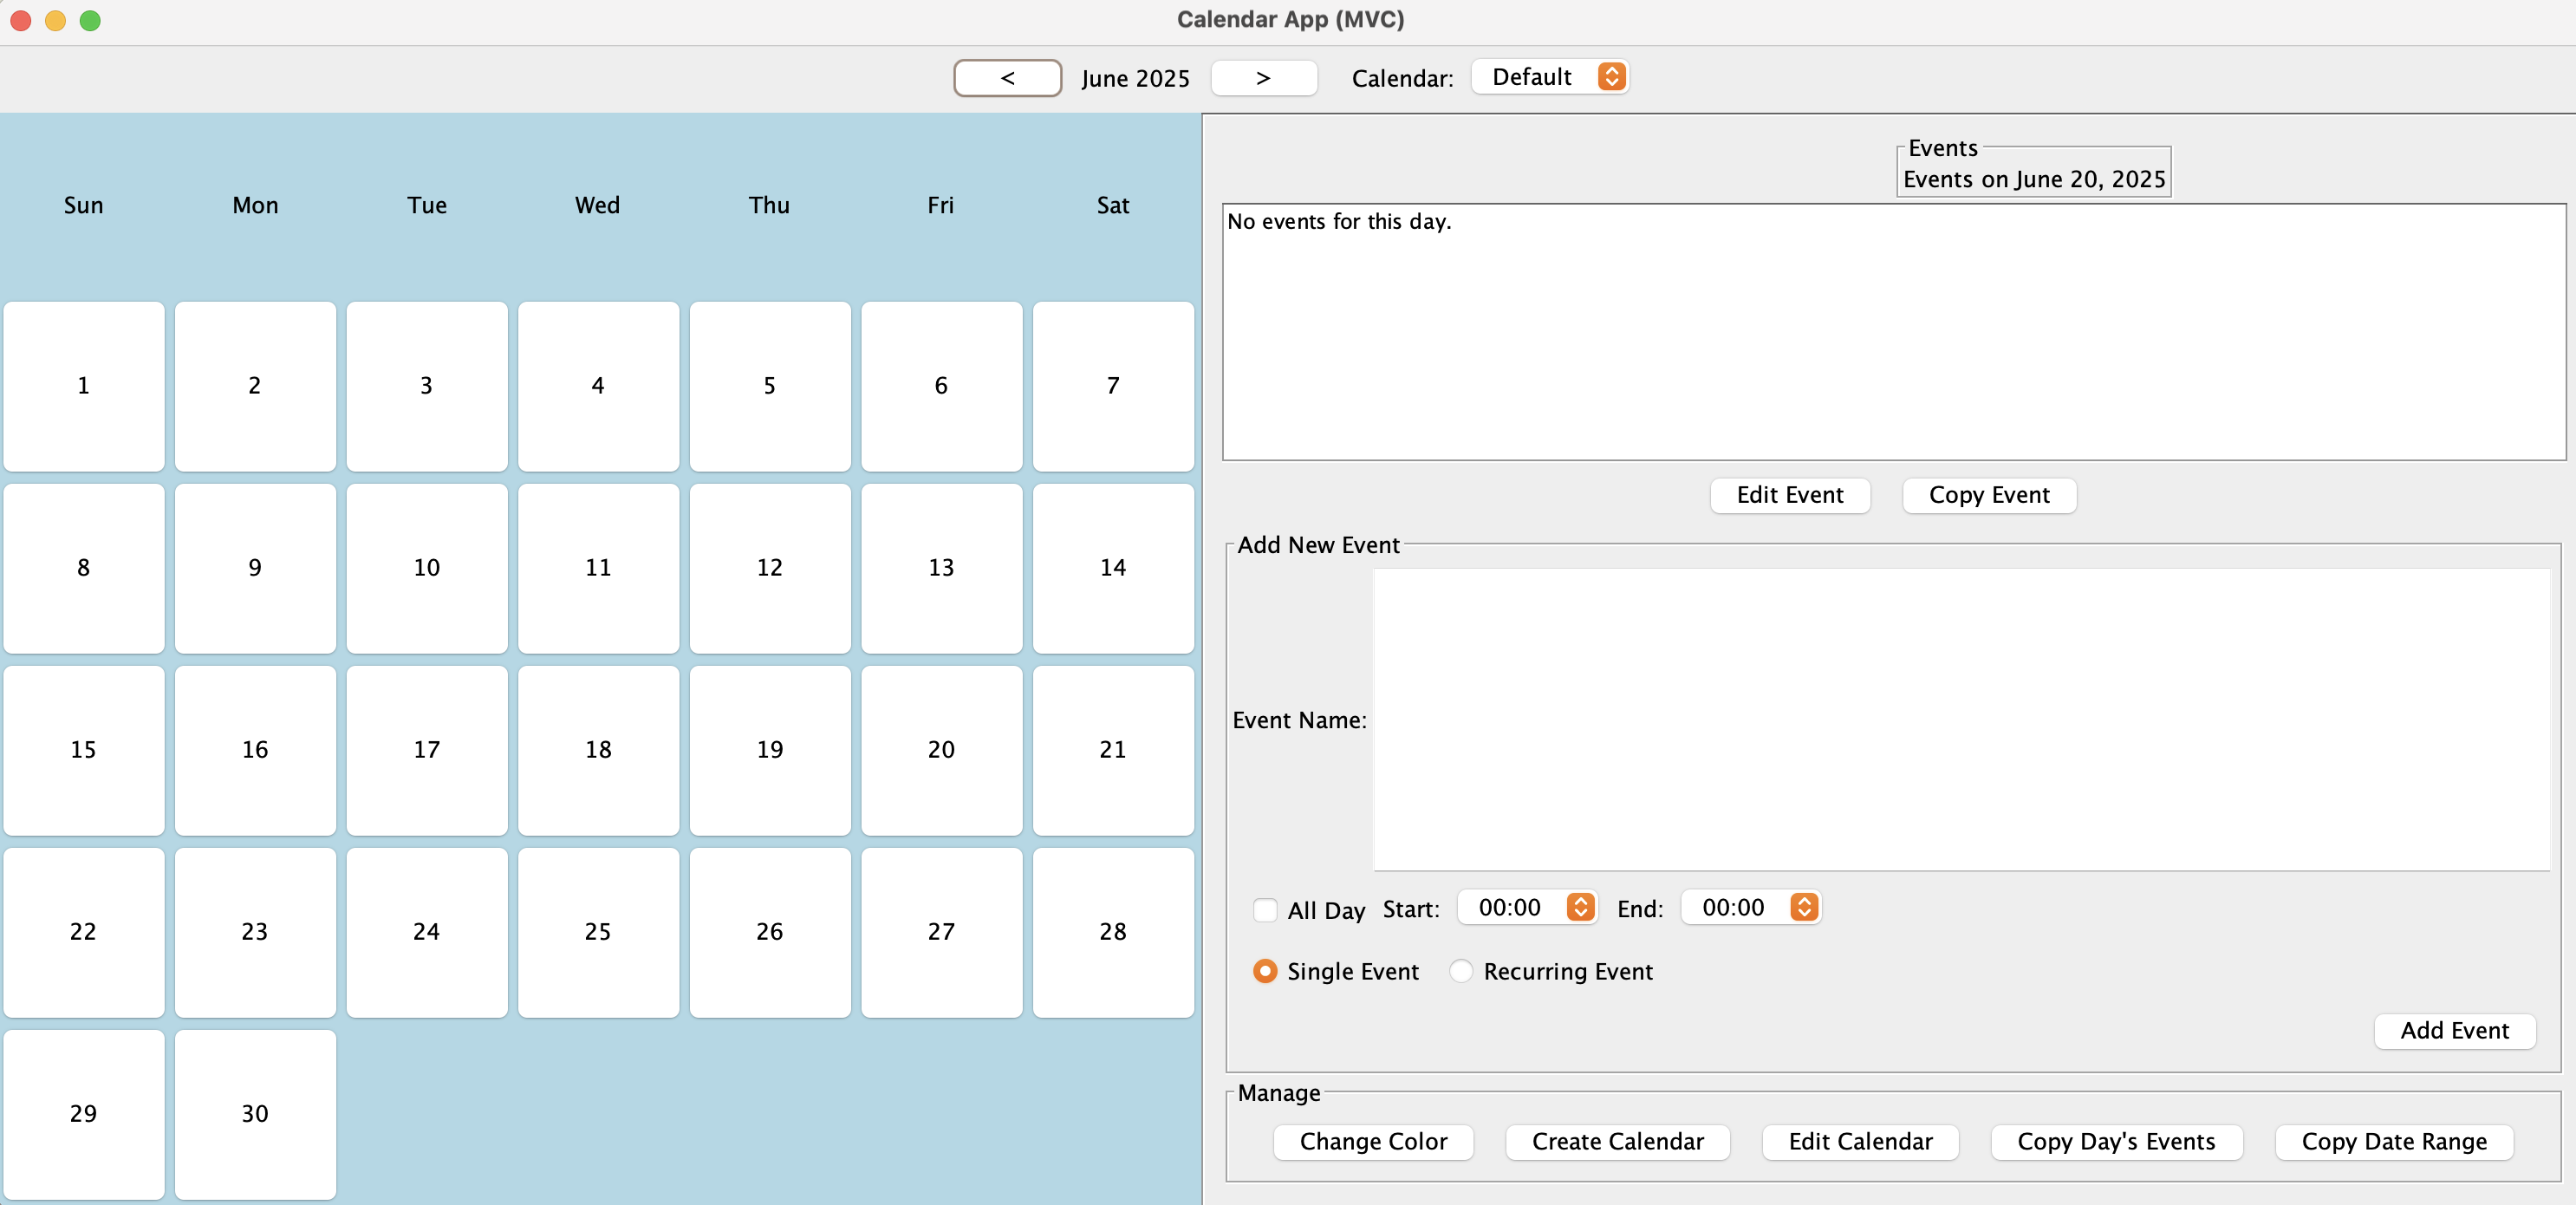 Calendar App (MVC)
< June 2025 > Calendar: Default
Sun Mon Tue Wed Thu Fri Sat
1 2 3 4 5 6 7
8 9 10 11 12 13 14
15 16 17 18 19 20 21
22 23 24 25 26 27 28
29 30
Events
Events on June 20, 2025
No events for this day.
Edit Event Copy Event
Add New Event
Event Name:
All Day Start: 00:00 End: 00:00
Single Event Recurring Event
Add Event
Manage
Change Color Create Calendar Edit Calendar Copy Day's Events Copy Date Range